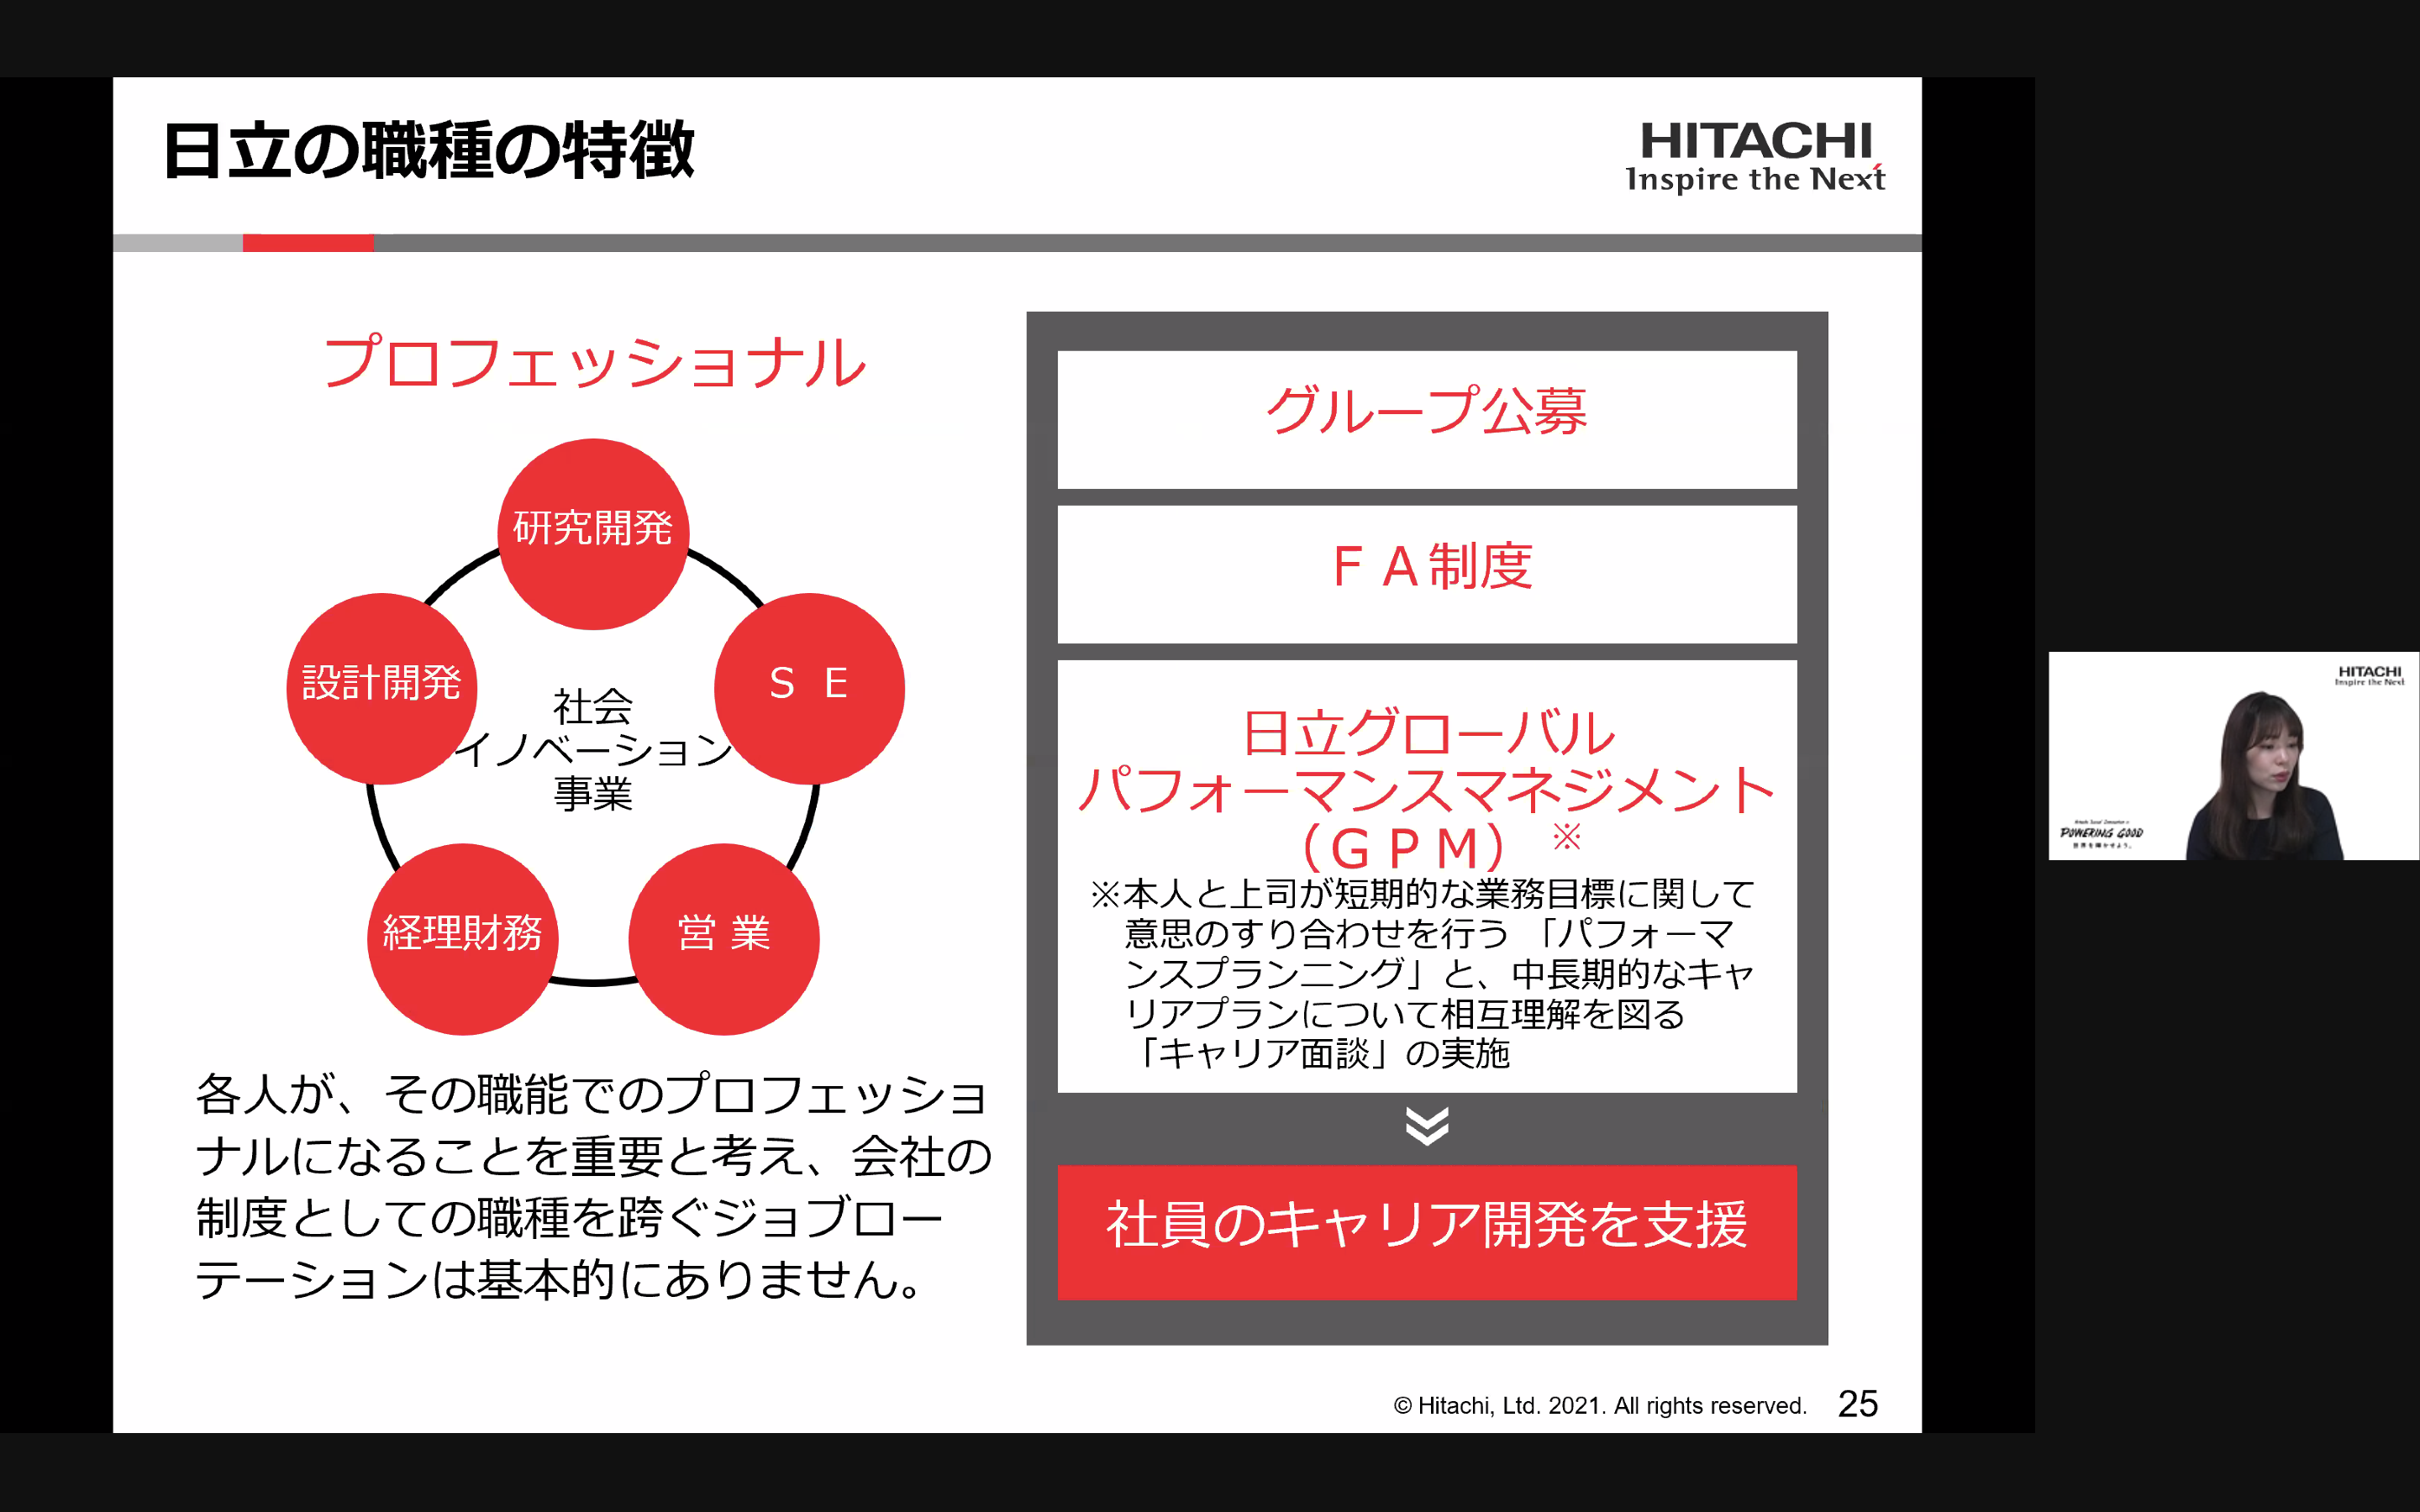 日立の職種の特徴
HITACHI
Inspire the Next
プロフェッショナル
研究開発
設計開発
S E
社会
イノベーション
事業
経理財務
営 業
各人が、その職能でのプロフェッショ
ナルになることを重要と考え、会社の
制度としての職種を跨ぐジョブロー
テーションは基本的にありません。
グループ公募
ＦＡ制度
日立グローバル
パフォーマンスマネジメント
（ＧＰＭ）※
※本人と上司が短期的な業務目標に関して
意思のすり合わせを行う「パフォーマ
ンスプランニング」と、中長期的なキャ
リアプランについて相互理解を図る
「キャリア面談」の実施
社員のキャリア開発を支援
© Hitachi, Ltd. 2021. All rights reserved. 25
HITACHI
Inspire the Next
POWERING GOOD
世界を輝かせよう。